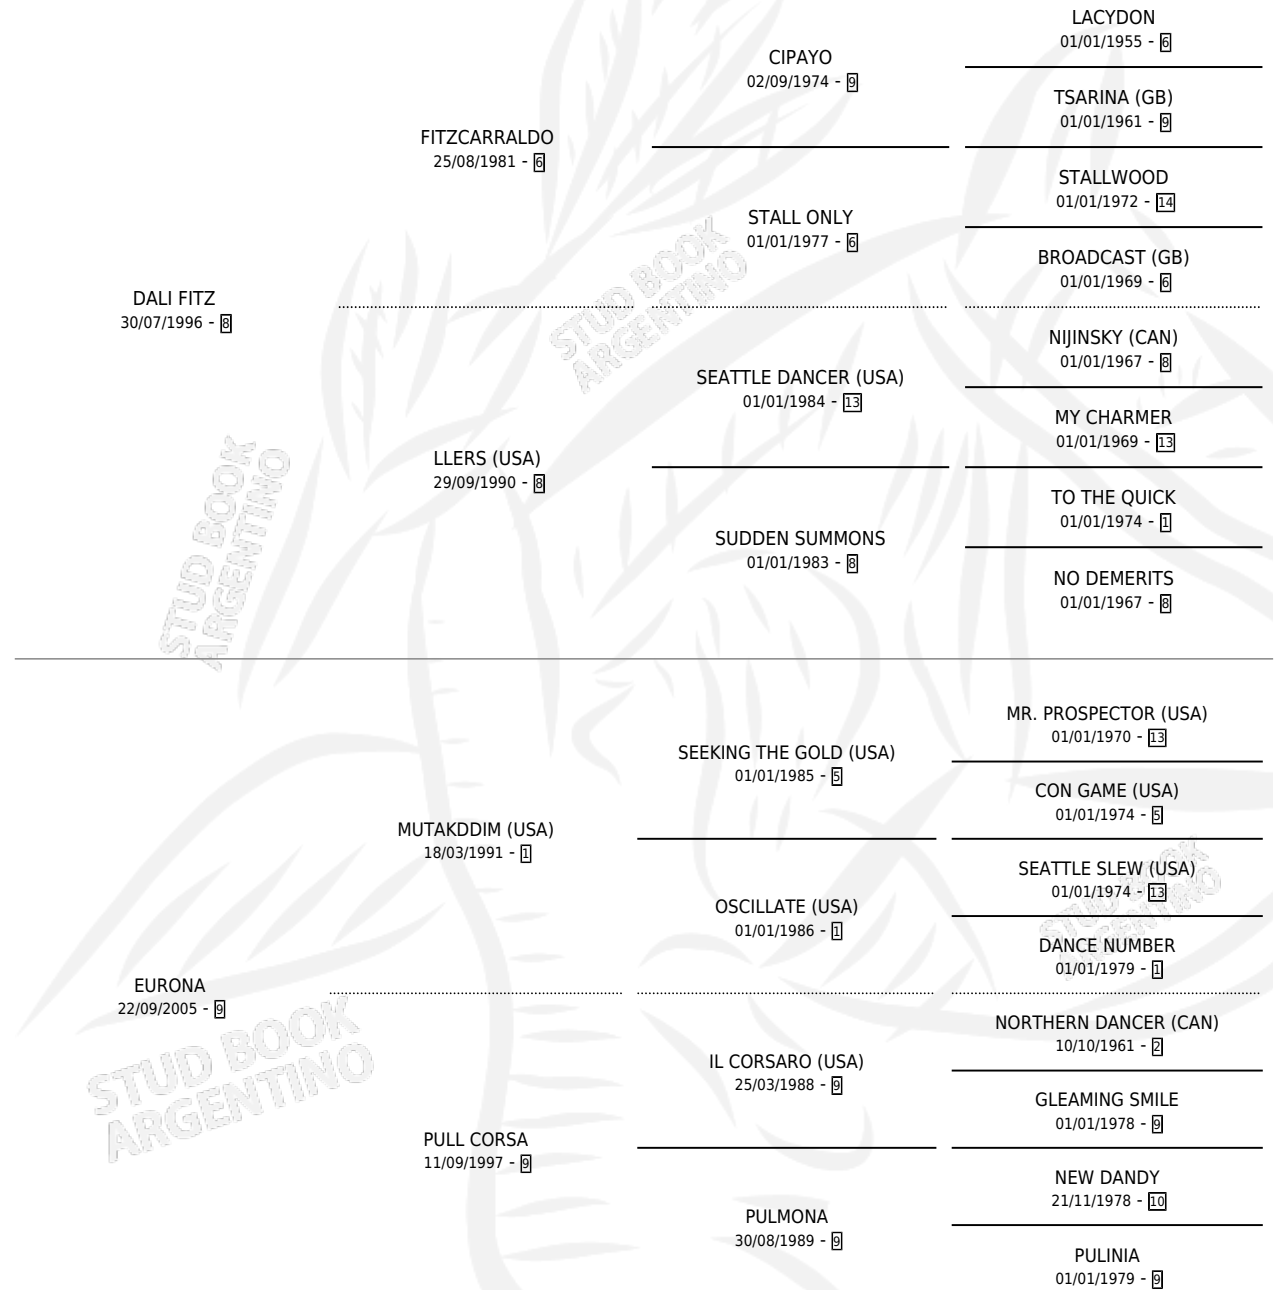 LACYDON
01/01/1955 - 6
CIPAYO
02/09/1974 - 9
TSARINA (GB)
01/01/1961 - 9
FITZCARRALDO
25/08/1981 - 6
STALLWOOD
01/01/1972 - 14
STALL ONLY
01/01/1977 - 6
BROADCAST (GB)
01/01/1969 - 6
DALI FITZ
30/07/1996 - 8
NIJINSKY (CAN)
01/01/1967 - 8
SEATTLE DANCER (USA)
01/01/1984 - 13
MY CHARMER
01/01/1969 - 13
LLERS (USA)
29/09/1990 - 8
TO THE QUICK
01/01/1974 - 1
SUDDEN SUMMONS
01/01/1983 - 8
NO DEMERITS
01/01/1967 - 8
STUD BOOK
ARGENTINO
STUD BOOK
ARGENTINO
MR. PROSPECTOR (USA)
01/01/1970 - 13
SEEKING THE GOLD (USA)
01/01/1985 - 5
CON GAME (USA)
01/01/1974 - 5
MUTAKDDIM (USA)
18/03/1991 - 1
SEATTLE SLEW (USA)
01/01/1974 - 13
OSCILLATE (USA)
01/01/1986 - 1
DANCE NUMBER
01/01/1979 - 1
EURONA
22/09/2005 - 9
NORTHERN DANCER (CAN)
10/10/1961 - 2
IL CORSARO (USA)
25/03/1988 - 9
GLEAMING SMILE
01/01/1978 - 9
PULL CORSA
11/09/1997 - 9
NEW DANDY
21/11/1978 - 10
PULMONA
30/08/1989 - 9
PULINIA
01/01/1979 - 9
STUD BOOK
ARGENTINO
STUD BOOK
ARGENTINO